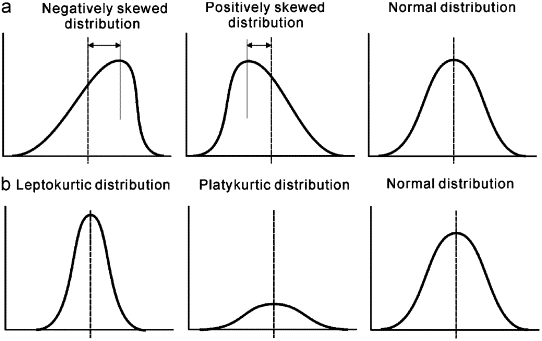 a
Negatively skewed
distribution
Positively skewed
distribution
Normal distribution
b
Leptokurtic distribution
Platykurtic distribution
Normal distribution